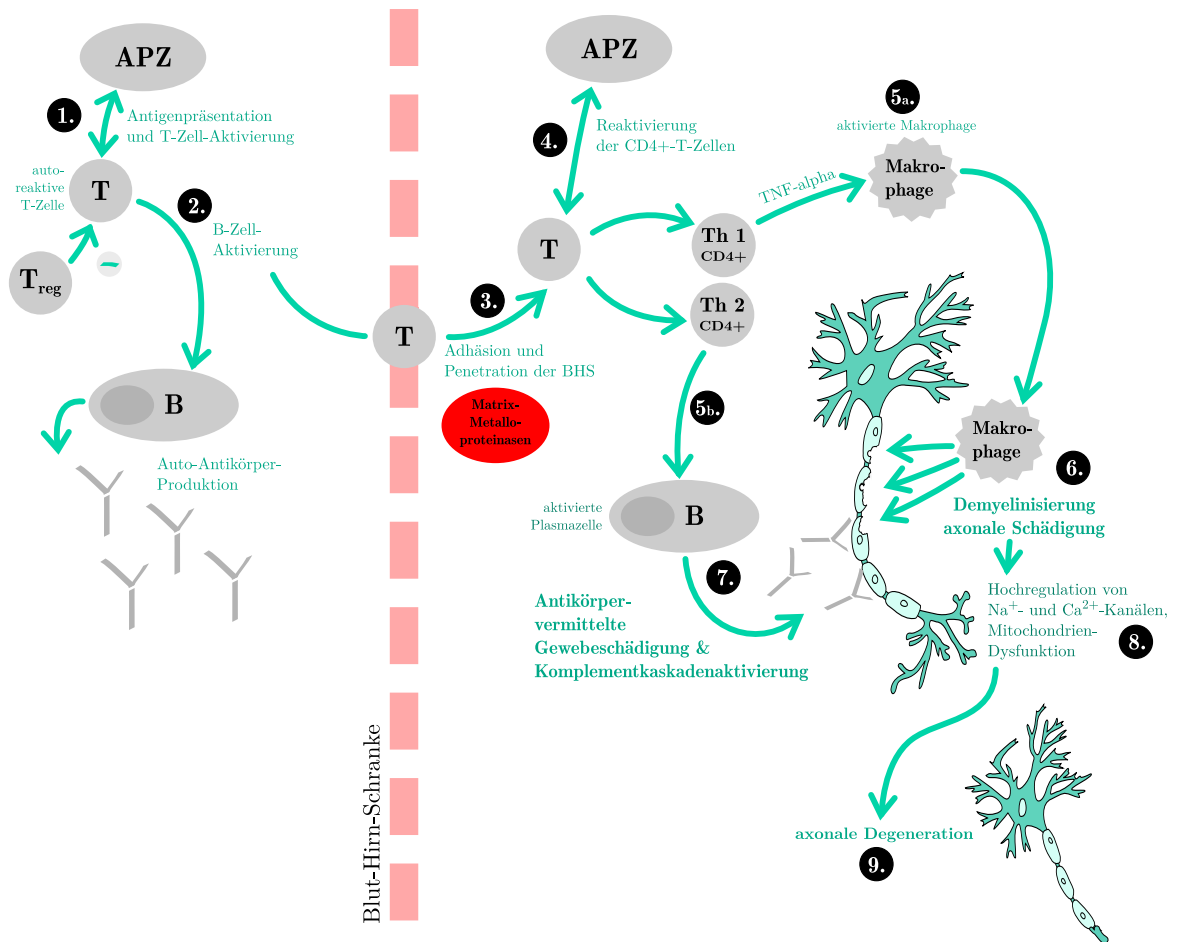 APZ
1.
Antigenpräsentation
und T-Zell-Aktivierung
auto-
reaktive
T-Zelle
T
2.
B-Zell-
Aktivierung
Treg
-
B
Auto-Antikörper-
Produktion
Blut-Hirn-Schranke
T
3.
Adhäsion und
Penetration der BHS
Matrix-
Metallo-
proteinasen
APZ
4.
Reaktivierung
der CD4+-T-Zellen
T
Th 1
CD4+
Th 2
CD4+
TNF-alpha
5a.
aktivierte Makrophage
Makro-
phage
5b.
aktivierte
Plasmazelle
B
7.
Antikörper-
vermittelte
Gewebeschädigung &
Komplementkaskadenaktivierung
Makro-
phage
6.
Demyelinisierung
axonale Schädigung
Hochregulation von
Na⁺- und Ca²⁺-Kanälen,
Mitochondrien-
Dysfunktion
8.
axonale Degeneration
9.